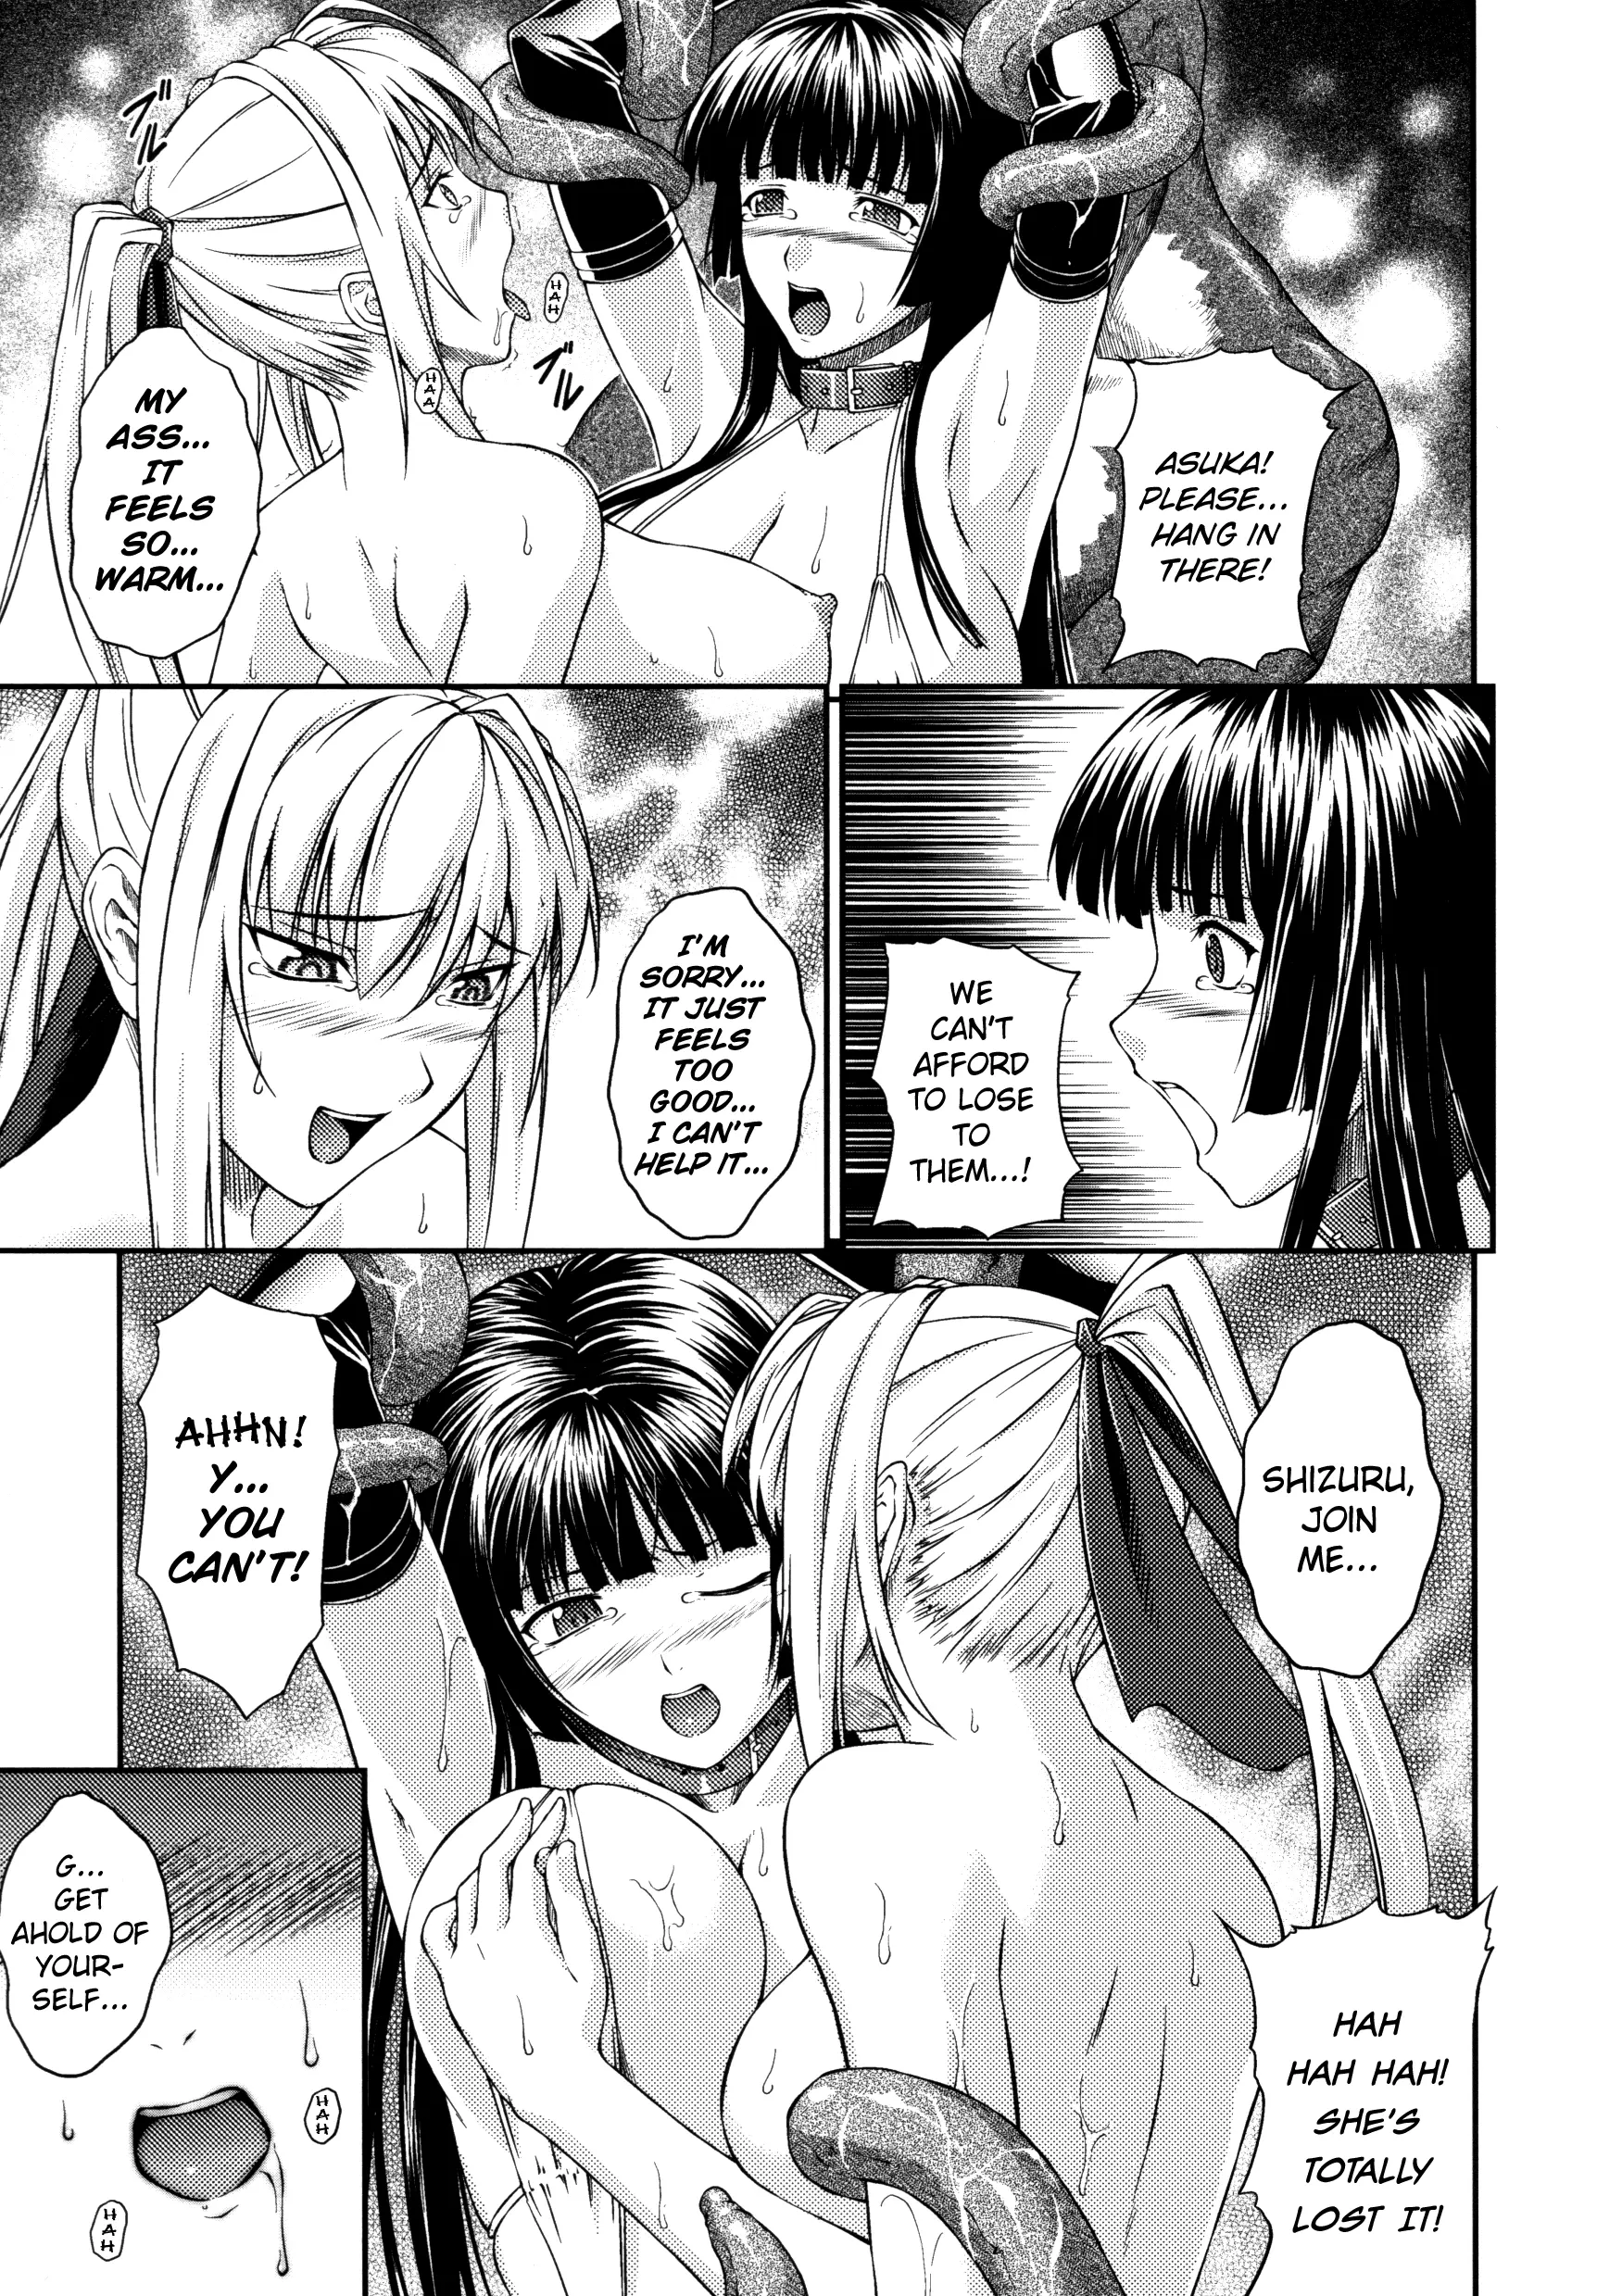 ASUKA!
PLEASE...
HANG IN
THERE!
ブ
ル
HAH
ブ
ル
HAA
MY
ASS...
IT
FEELS
SO...
WARM...
WE
CAN'T
AFFORD
TO LOSE
TO
THEM...!
I'M
SORRY...
IT JUST
FEELS
TOO
GOOD...
I CAN'T
HELP IT...
SHIZURU,
JOIN
ME...
AHHN!
Y...
YOU
CAN'T!
HAH
HAH HAH!
SHE'S
TOTALLY
LOST IT!
G...
GET
AHOLD OF
YOUR-
SELF...
HAH
HAH